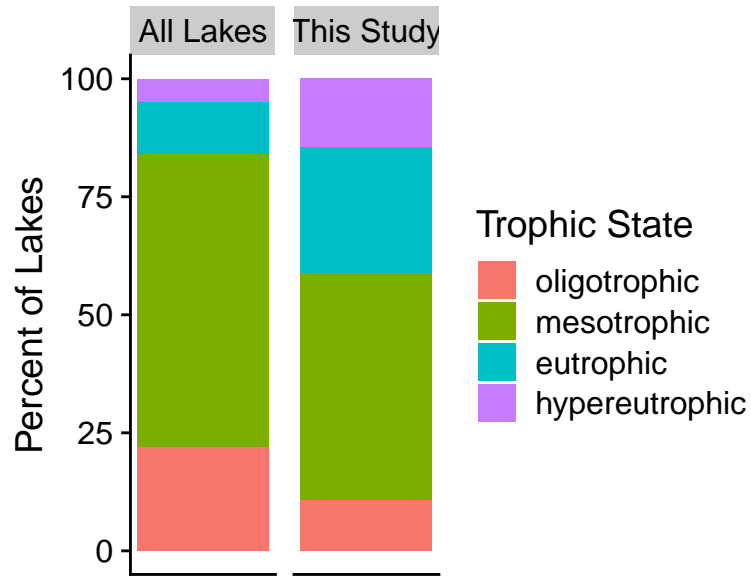 All Lakes
This Study
100
75
50
25
0
Percent of Lakes
Trophic State
oligotrophic
mesotrophic
eutrophic
hypereutrophic